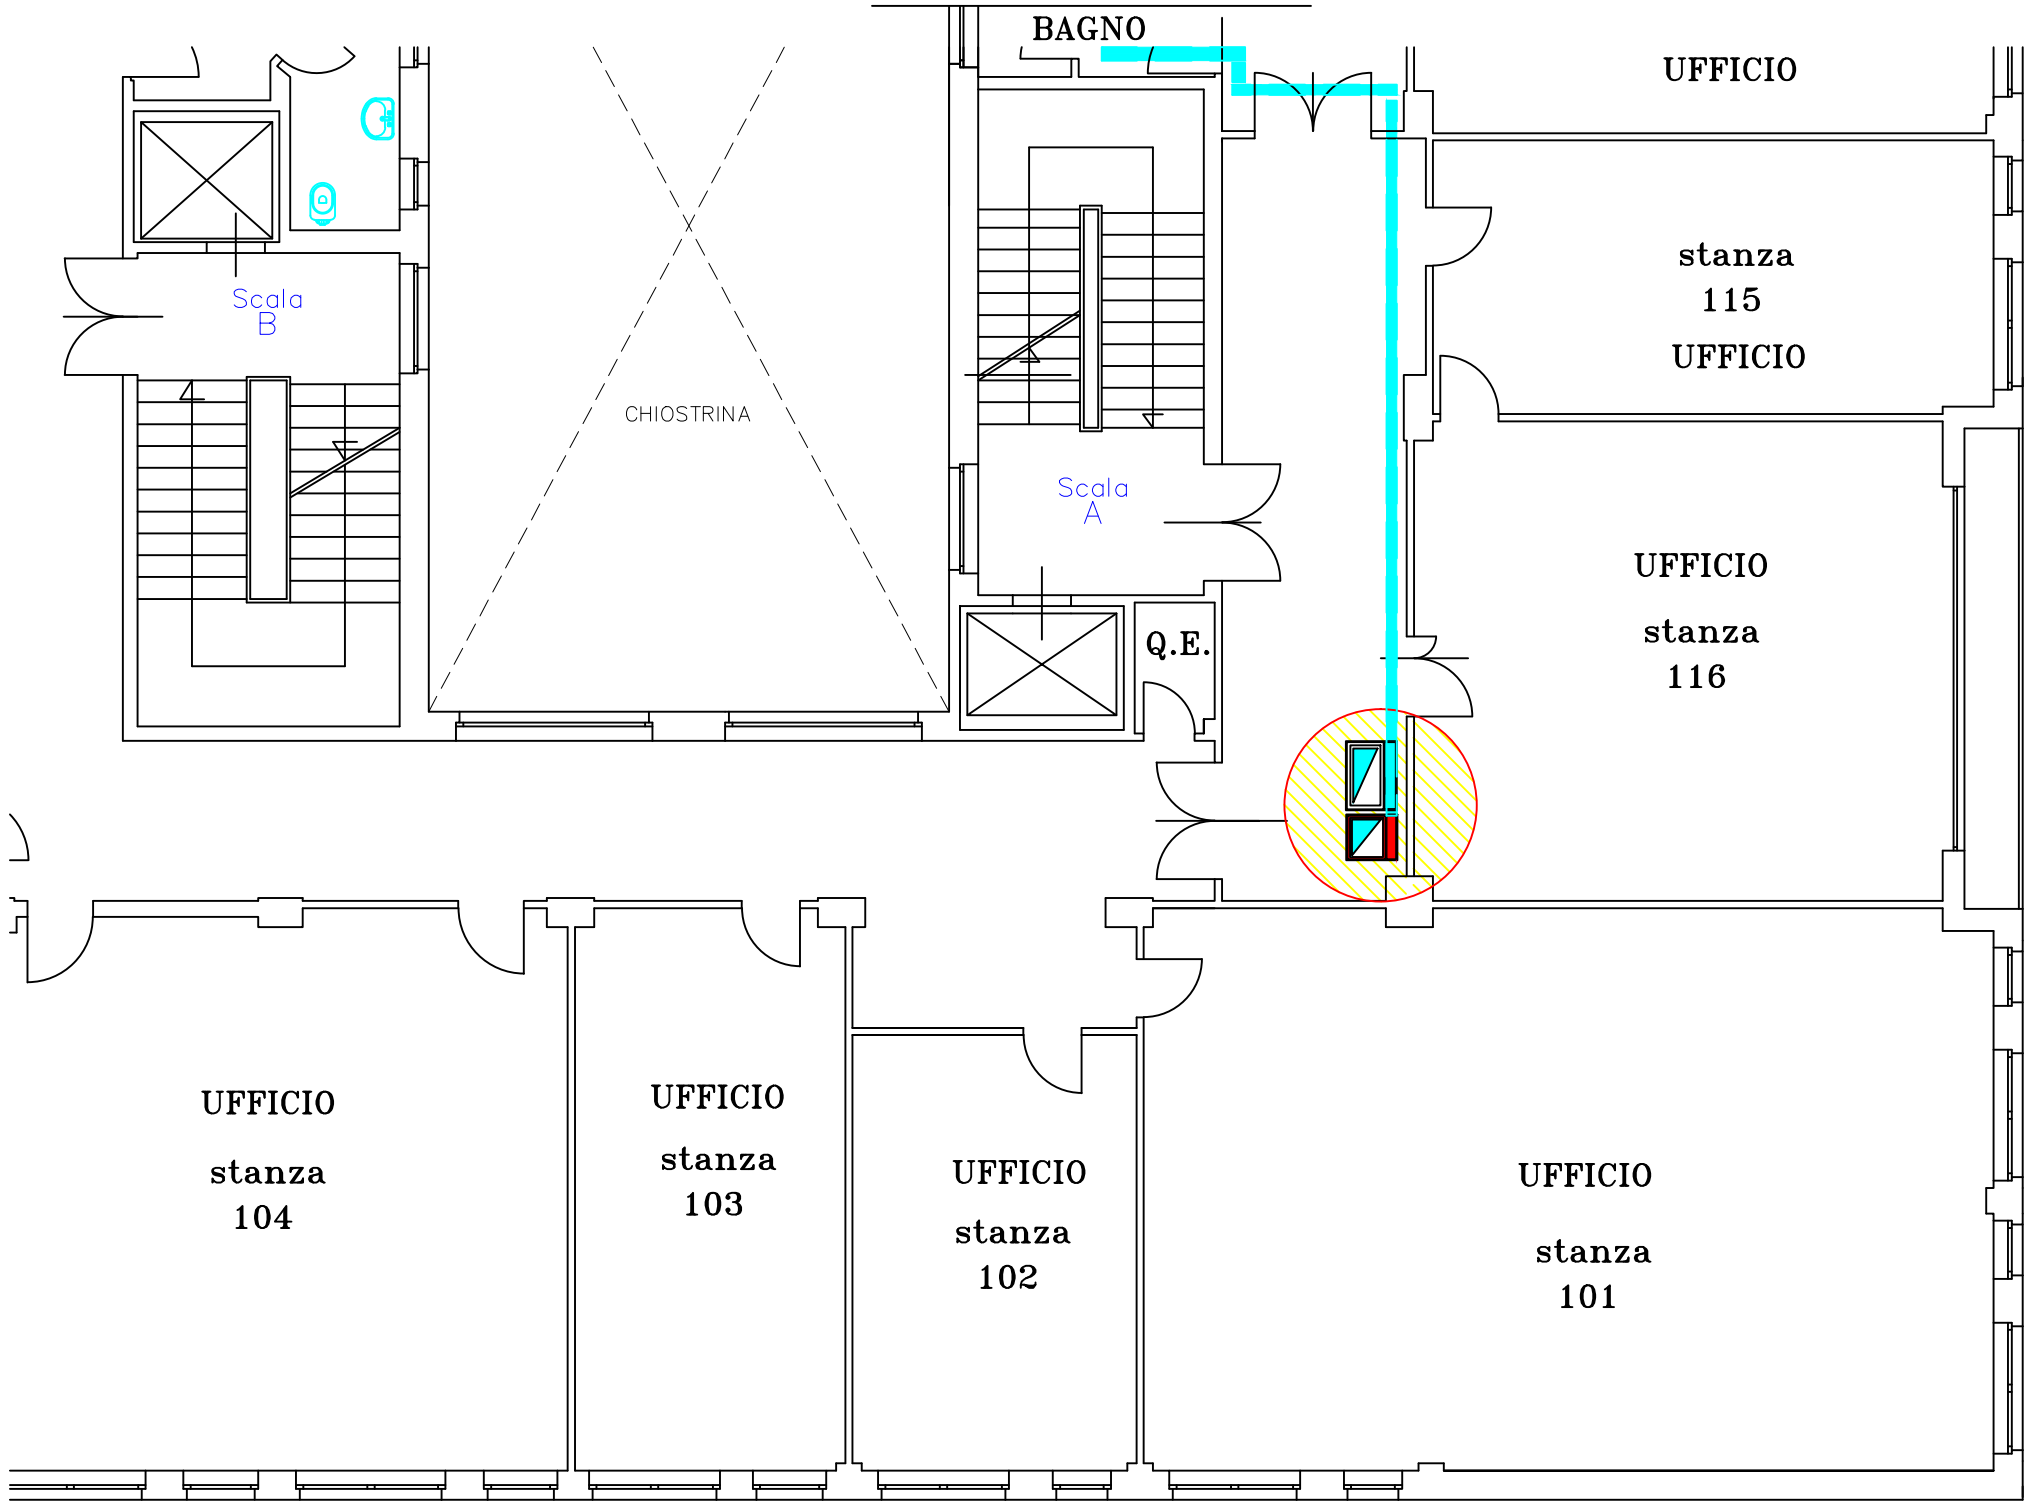 BAGNO
UFFICIO
stanza
115
UFFICIO
Scala
B
CHIOSTRINA
Scala
A
UFFICIO
stanza
116
Q.E.
UFFICIO
stanza
104
UFFICIO
stanza
103
UFFICIO
stanza
102
UFFICIO
stanza
101